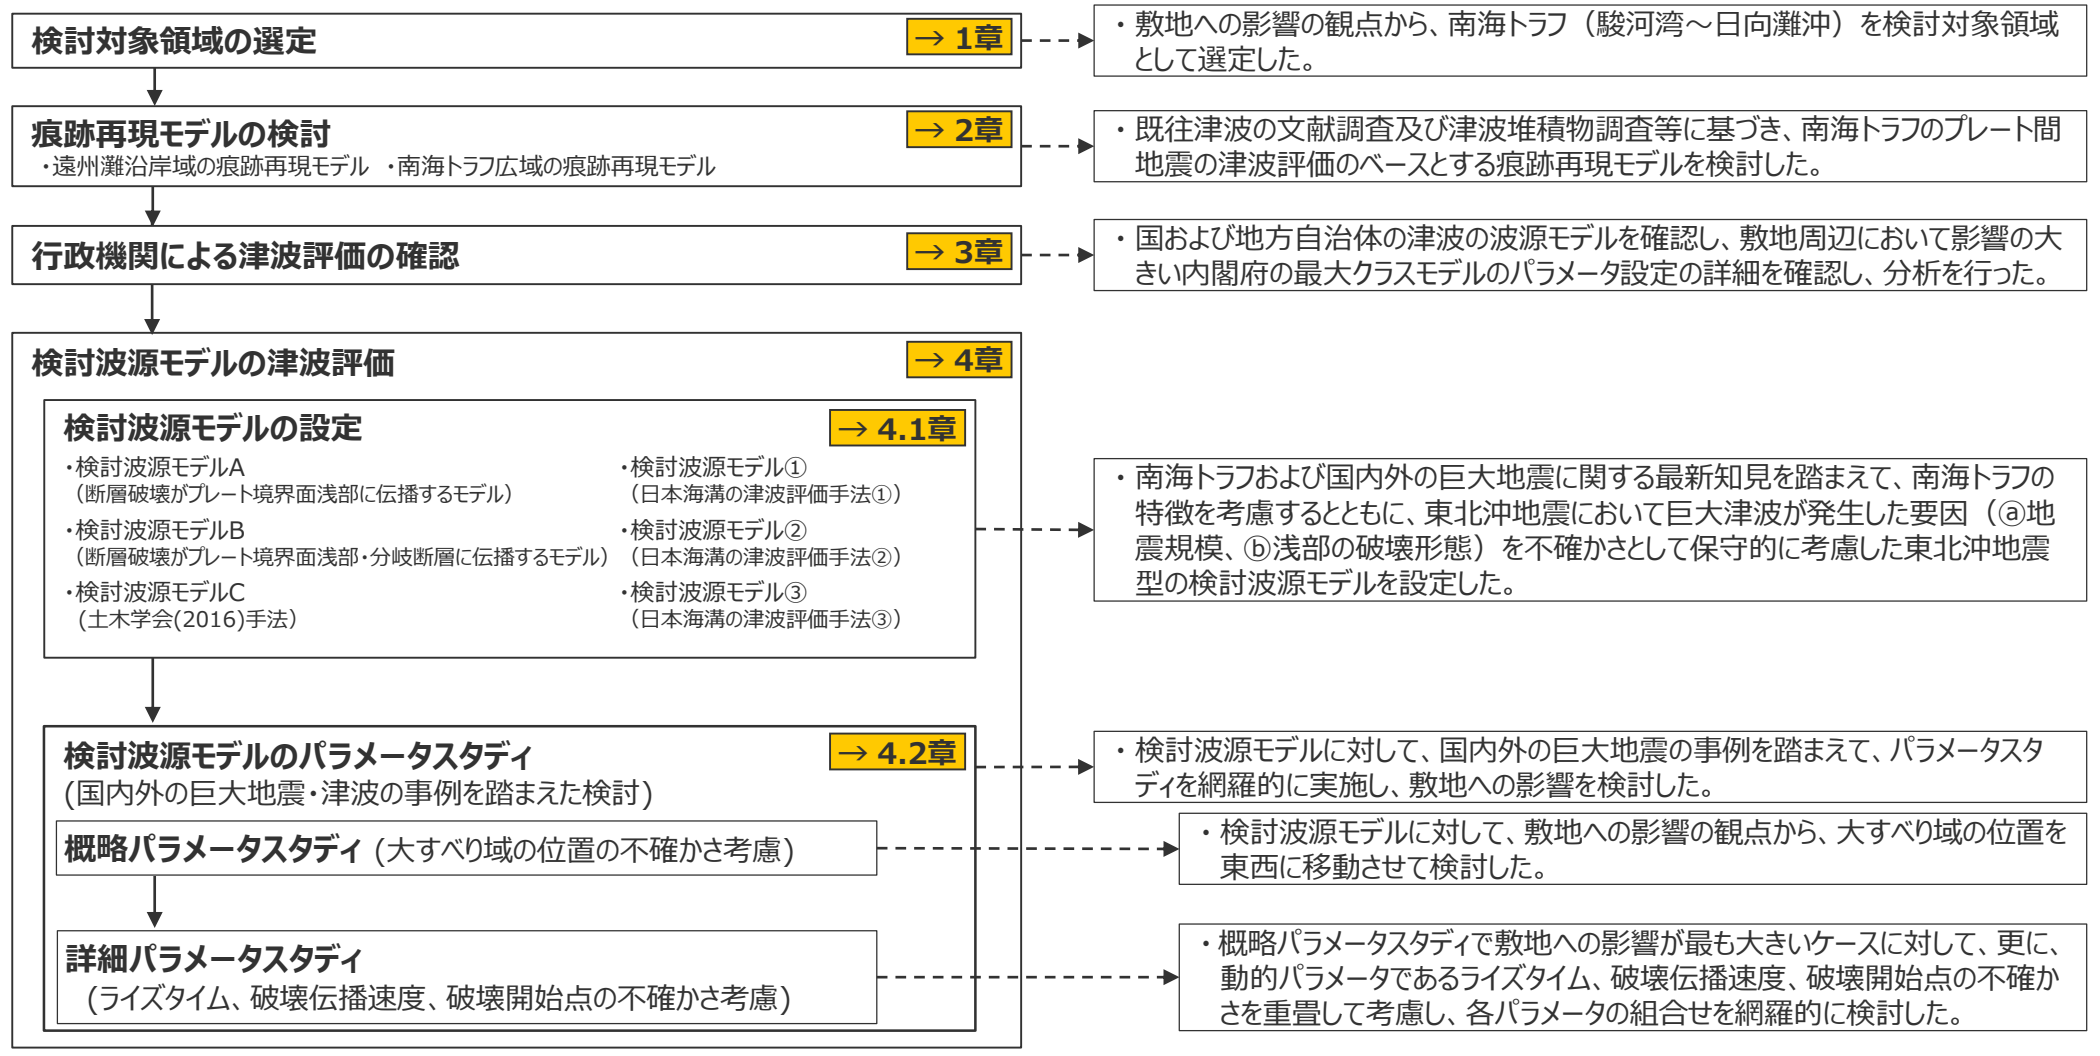 検討対象領域の選定
→ 1章
・敷地への影響の観点から、南海トラフ（駿河湾～日向灘沖）を検討対象領域
として選定した。
痕跡再現モデルの検討
→ 2章
・遠州灘沿岸域の痕跡再現モデル ・南海トラフ広域の痕跡再現モデル
・既往津波の文献調査及び津波堆積物調査等に基づき、南海トラフのプレート間
地震の津波評価のベースとする痕跡再現モデルを検討した。
行政機関による津波評価の確認
→ 3章
・国および地方自治体の津波の波源モデルを確認し、敷地周辺において影響の大
きい内閣府の最大クラスモデルのパラメータ設定の詳細を確認し、分析を行った。
検討波源モデルの津波評価
→ 4章
検討波源モデルの設定
→ 4.1章
・検討波源モデルA
（断層破壊がプレート境界面浅部に伝播するモデル）
・検討波源モデルB
（断層破壊がプレート境界面浅部・分岐断層に伝播するモデル）
・検討波源モデルC
(土木学会(2016)手法）
・検討波源モデル①
（日本海溝の津波評価手法①）
・検討波源モデル②
（日本海溝の津波評価手法②）
・検討波源モデル③
（日本海溝の津波評価手法③）
・南海トラフおよび国内外の巨大地震に関する最新知見を踏まえて、南海トラフの
特徴を考慮するとともに、東北沖地震において巨大津波が発生した要因（ⓐ地
震規模、ⓑ浅部の破壊形態）を不確かさとして保守的に考慮した東北沖地震
型の検討波源モデルを設定した。
検討波源モデルのパラメータスタディ
→ 4.2章
(国内外の巨大地震・津波の事例を踏まえた検討)
・検討波源モデルに対して、国内外の巨大地震の事例を踏まえて、パラメータスタ
ディを網羅的に実施し、敷地への影響を検討した。
概略パラメータスタディ (大すべり域の位置の不確かさ考慮)
・検討波源モデルに対して、敷地への影響の観点から、大すべり域の位置を
東西に移動させて検討した。
詳細パラメータスタディ
(ライズタイム、破壊伝播速度、破壊開始点の不確かさ考慮)
・概略パラメータスタディで敷地への影響が最も大きいケースに対して、更に、
動的パラメータであるライズタイム、破壊伝播速度、破壊開始点の不確か
さを重畳して考慮し、各パラメータの組合せを網羅的に検討した。